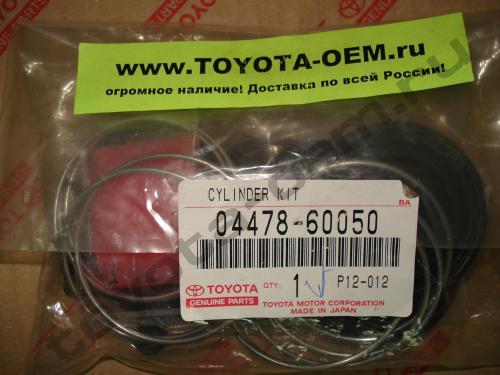 www.TOYOTA-OEM.ru
огромное наличие! Доставка по всей России!
CYLINDER KIT
BA
04478-60050
TOYOTA
GENUINE PARTS
QTY: 1 P12-012
TOYOTA MOTOR CORPORATION
MADE IN JAPAN